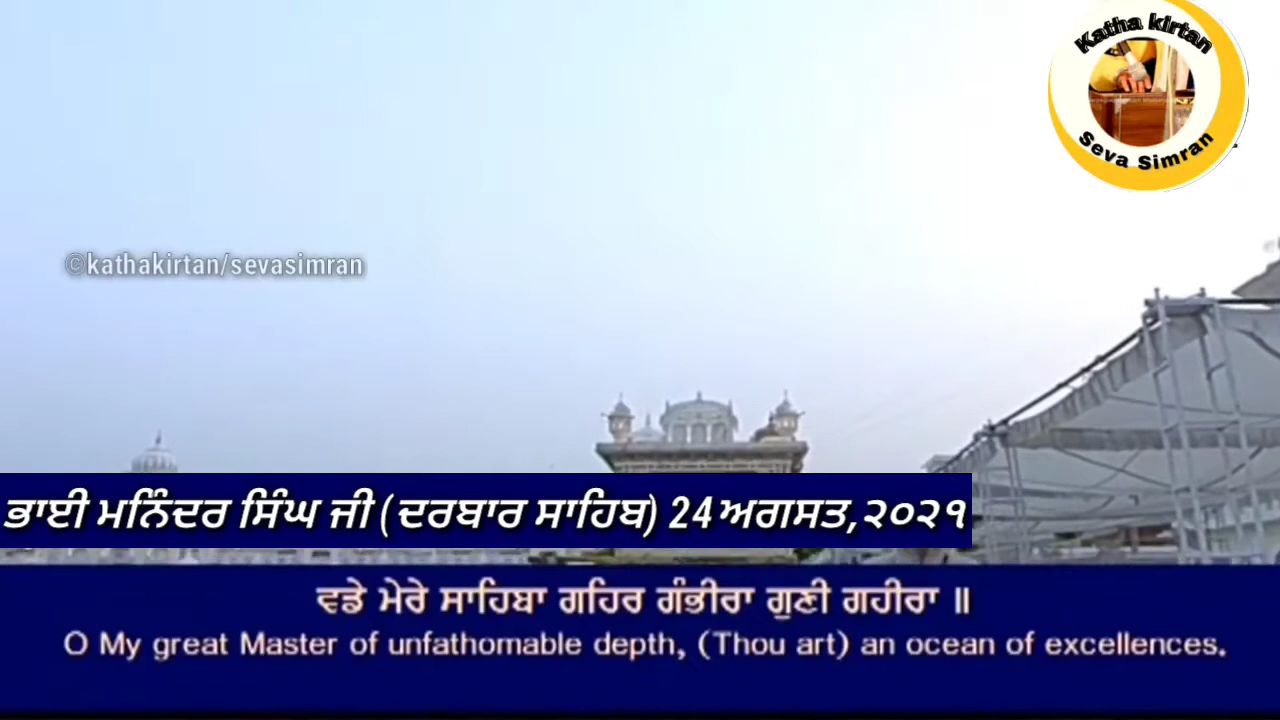 Katha kirtan
Seva Simran
©kathakirtan/sevasimran
ਭਾਈ ਮਨਿੰਦਰ ਸਿੰਘ ਜੀ (ਦਰਬਾਰ ਸਾਹਿਬ) 24 ਅਗਸਤ,੨੦੨੧
ਵਡੇ ਮੇਰੇ ਸਾਹਿਬਾ ਗਹਿਰ ਗੰਭੀਰਾ ਗੁਣੀ ਗਹੀਰਾ ॥
O My great Master of unfathomable depth, (Thou art) an ocean of excellences.